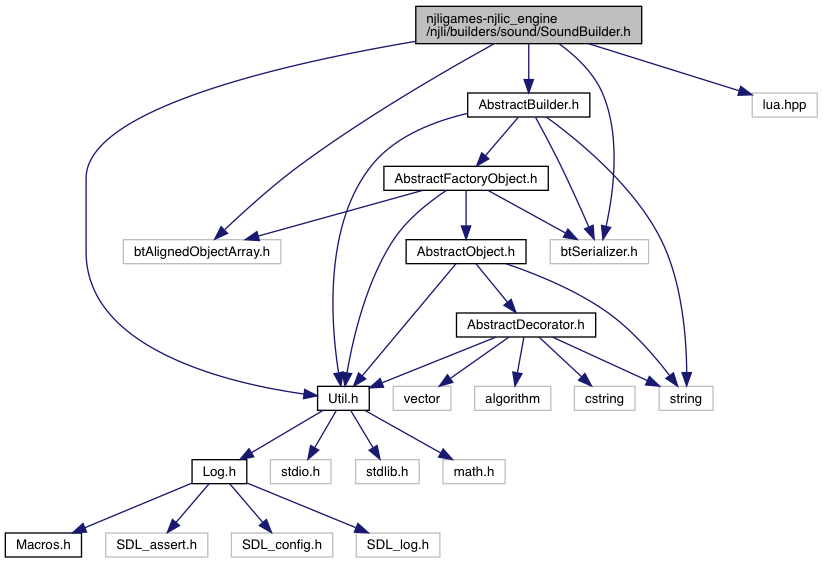 njligames-njlic_engine
/njli/builders/sound/SoundBuilder.h
AbstractBuilder.h
lua.hpp
AbstractFactoryObject.h
btAlignedObjectArray.h
AbstractObject.h
btSerializer.h
AbstractDecorator.h
Util.h
vector
algorithm
cstring
string
Log.h
stdio.h
stdlib.h
math.h
Macros.h
SDL_assert.h
SDL_config.h
SDL_log.h